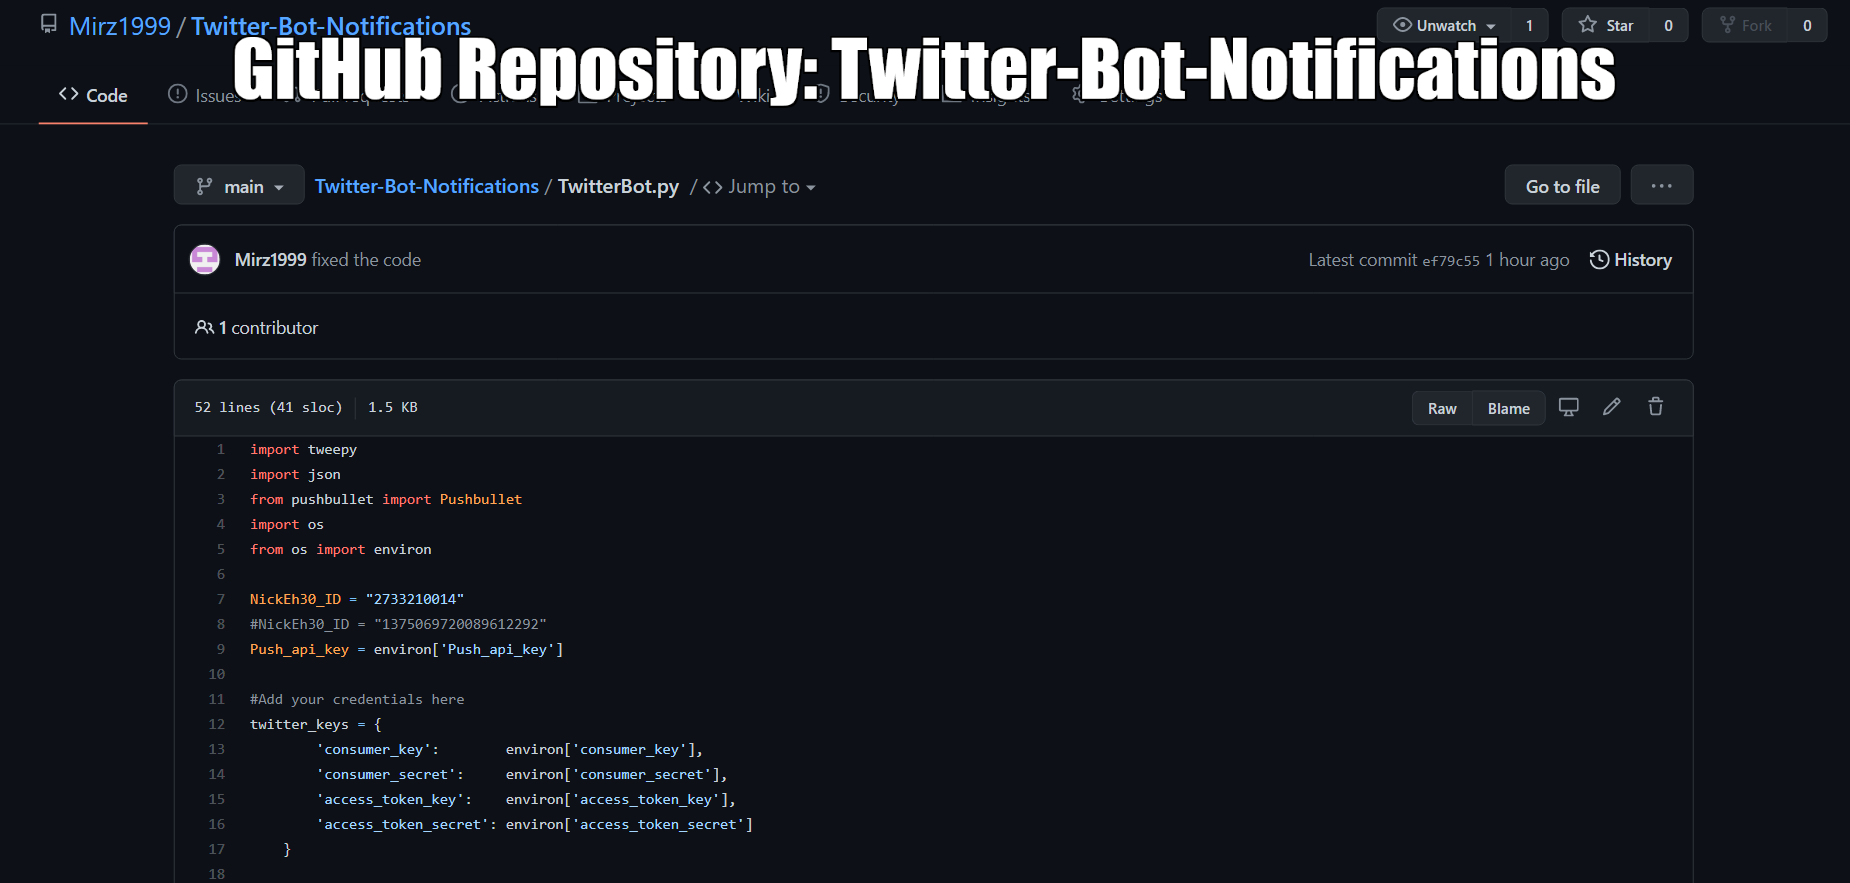 Mirz1999 / Twitter-Bot-Notifications
Unwatch 1 Star 0 Fork 0
GitHub Repository: Twitter-Bot-Notifications
Code Issues
main Twitter-Bot-Notifications / TwitterBot.py / <> Jump to
Go to file ...
Mirz1999 fixed the code
Latest commit ef79c55 1 hour ago History
1 contributor
52 lines (41 sloc) 1.5 KB
Raw Blame
1 import tweepy
2 import json
3 from pushbullet import Pushbullet
4 import os
5 from os import environ
6
7 NickEh30_ID = "2733210014"
8 #NickEh30_ID = "1375069720089612292"
9 Push_api_key = environ['Push_api_key']
10
11 #Add your credentials here
12 twitter_keys = {
13 'consumer_key': environ['consumer_key'],
14 'consumer_secret': environ['consumer_secret'],
15 'access_token_key': environ['access_token_key'],
16 'access_token_secret': environ['access_token_secret']
17 }
18